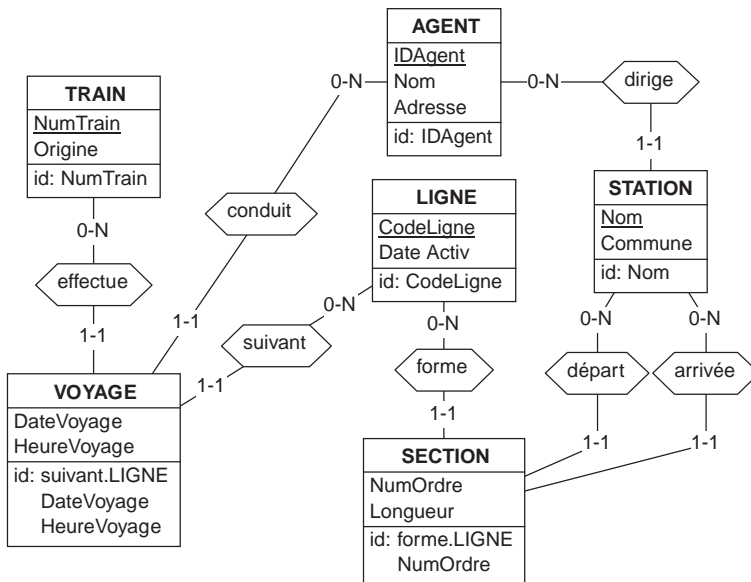 AGENT
IDAgent
Nom
Adresse
id: IDAgent
0-N
0-N
dirige
1-1
TRAIN
NumTrain
Origine
id: NumTrain
0-N
effectue
1-1
conduit
1-1
LIGNE
CodeLigne
Date Activ
id: CodeLigne
0-N
suivant
1-1
0-N
forme
1-1
STATION
Nom
Commune
id: Nom
0-N
0-N
départ
arrivée
1-1
1-1
VOYAGE
DateVoyage
HeureVoyage
id: suivant.LIGNE
DateVoyage
HeureVoyage
SECTION
NumOrdre
Longueur
id: forme.LIGNE
NumOrdre